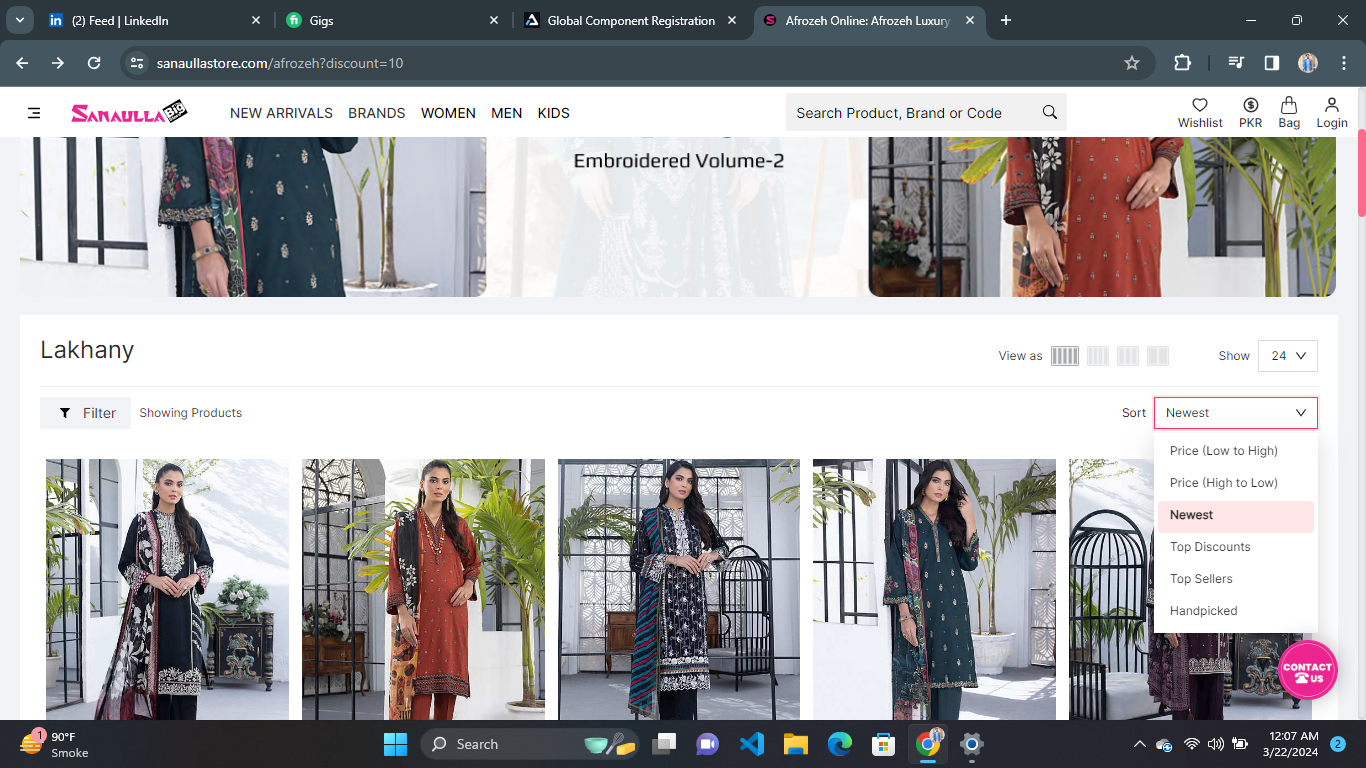 (2) Feed | LinkedIn
Gigs
Global Component Registration
Afrozeh Online: Afrozeh Luxury
sanaullastore.com/afrozeh?discount=10
SANAULLA BIG
NEW ARRIVALS
BRANDS
WOMEN
MEN
KIDS
Search Product, Brand or Code
Wishlist
PKR
Bag
Login
Embroidered Volume-2
Lakhany
View as
Show
24
Filter
Showing Products
Sort
Newest
Price (Low to High)
Price (High to Low)
Newest
Top Discounts
Top Sellers
Handpicked
CONTACT
US
1
90°F
Smoke
Search
12:07 AM
3/22/2024
2